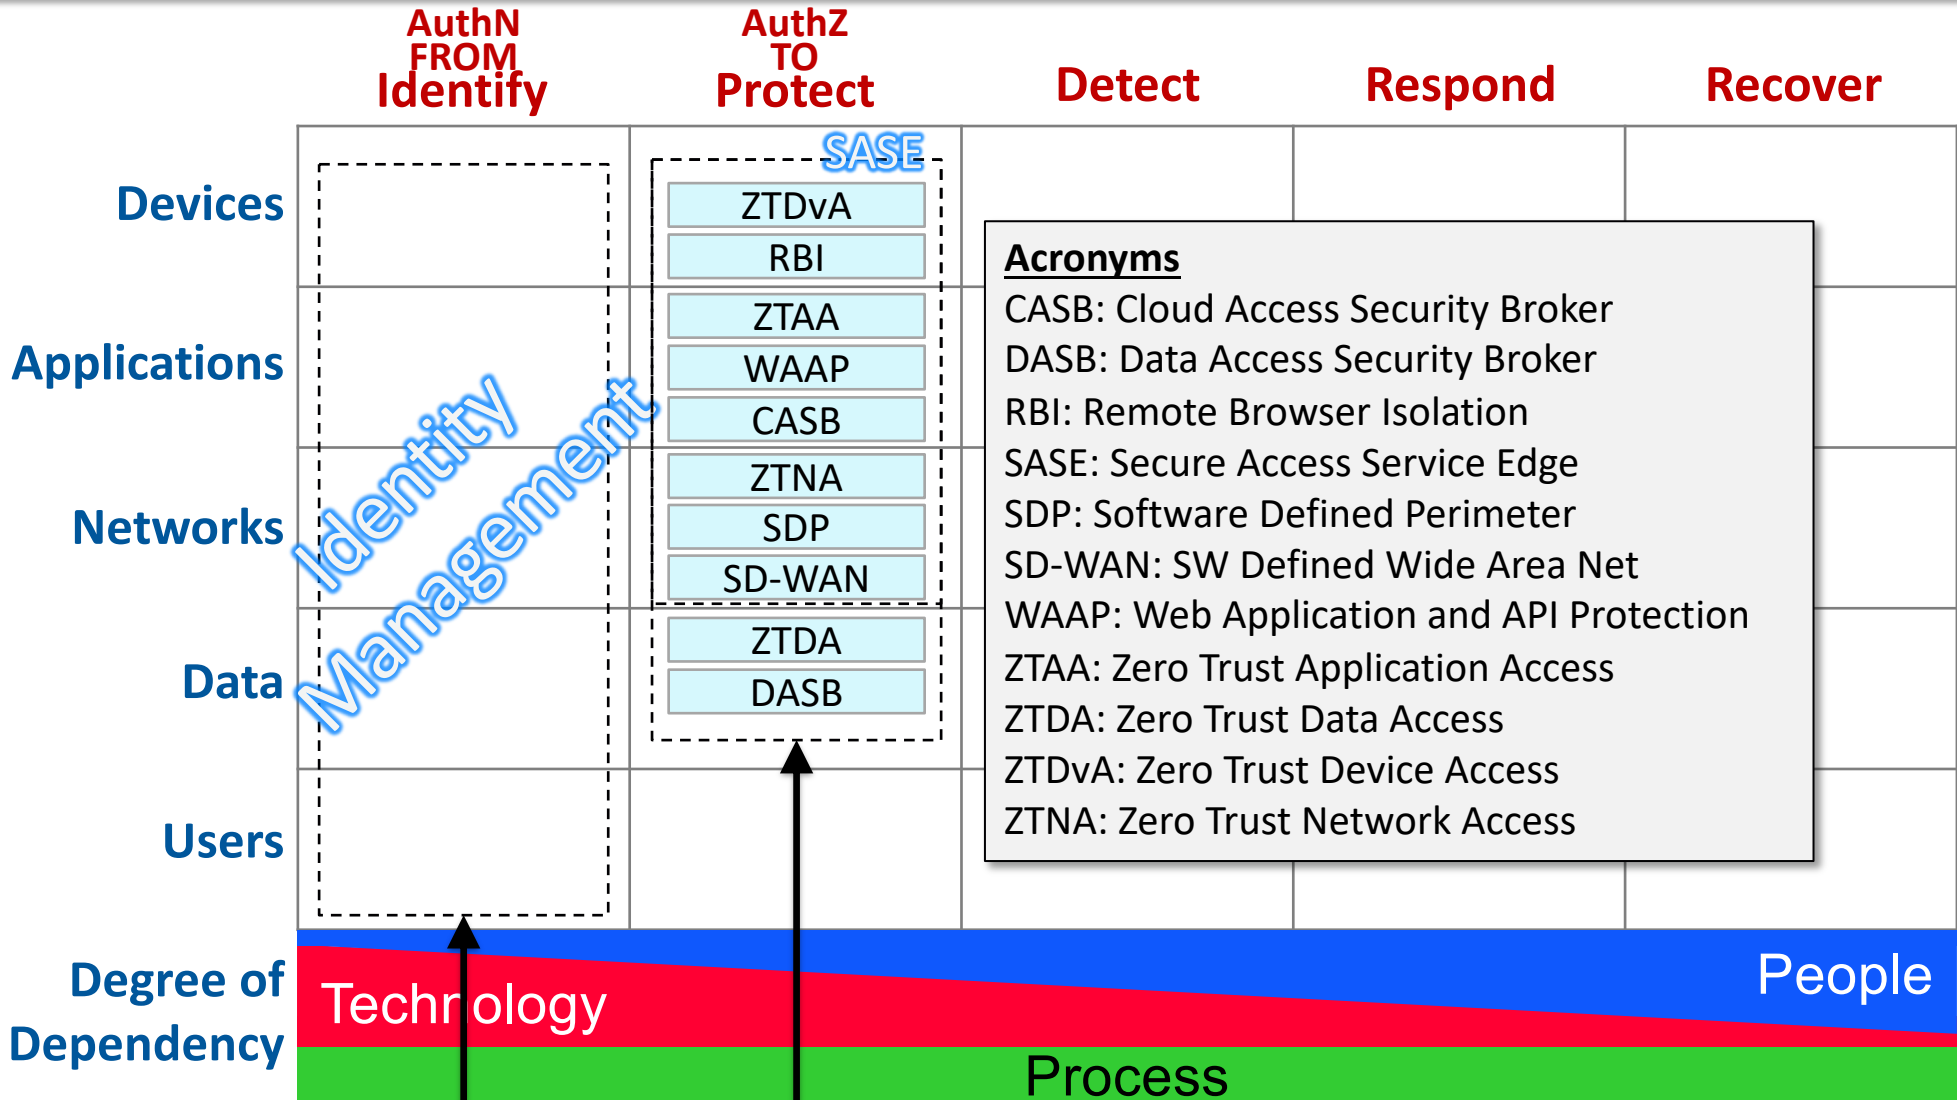 AuthN
FROM
Identify
AuthZ
TO
Protect
Detect
Respond
Recover
SASE
Devices
ZTDvA
RBI
Applications
ZTAA
WAAP
CASB
Networks
ZTNA
SDP
SD-WAN
Data
ZTDA
DASB
Users
Identity
Management
Acronyms
CASB: Cloud Access Security Broker
DASB: Data Access Security Broker
RBI: Remote Browser Isolation
SASE: Secure Access Service Edge
SDP: Software Defined Perimeter
SD-WAN: SW Defined Wide Area Net
WAAP: Web Application and API Protection
ZTAA: Zero Trust Application Access
ZTDA: Zero Trust Data Access
ZTDvA: Zero Trust Device Access
ZTNA: Zero Trust Network Access
Degree of
Dependency
Technology
People
Process